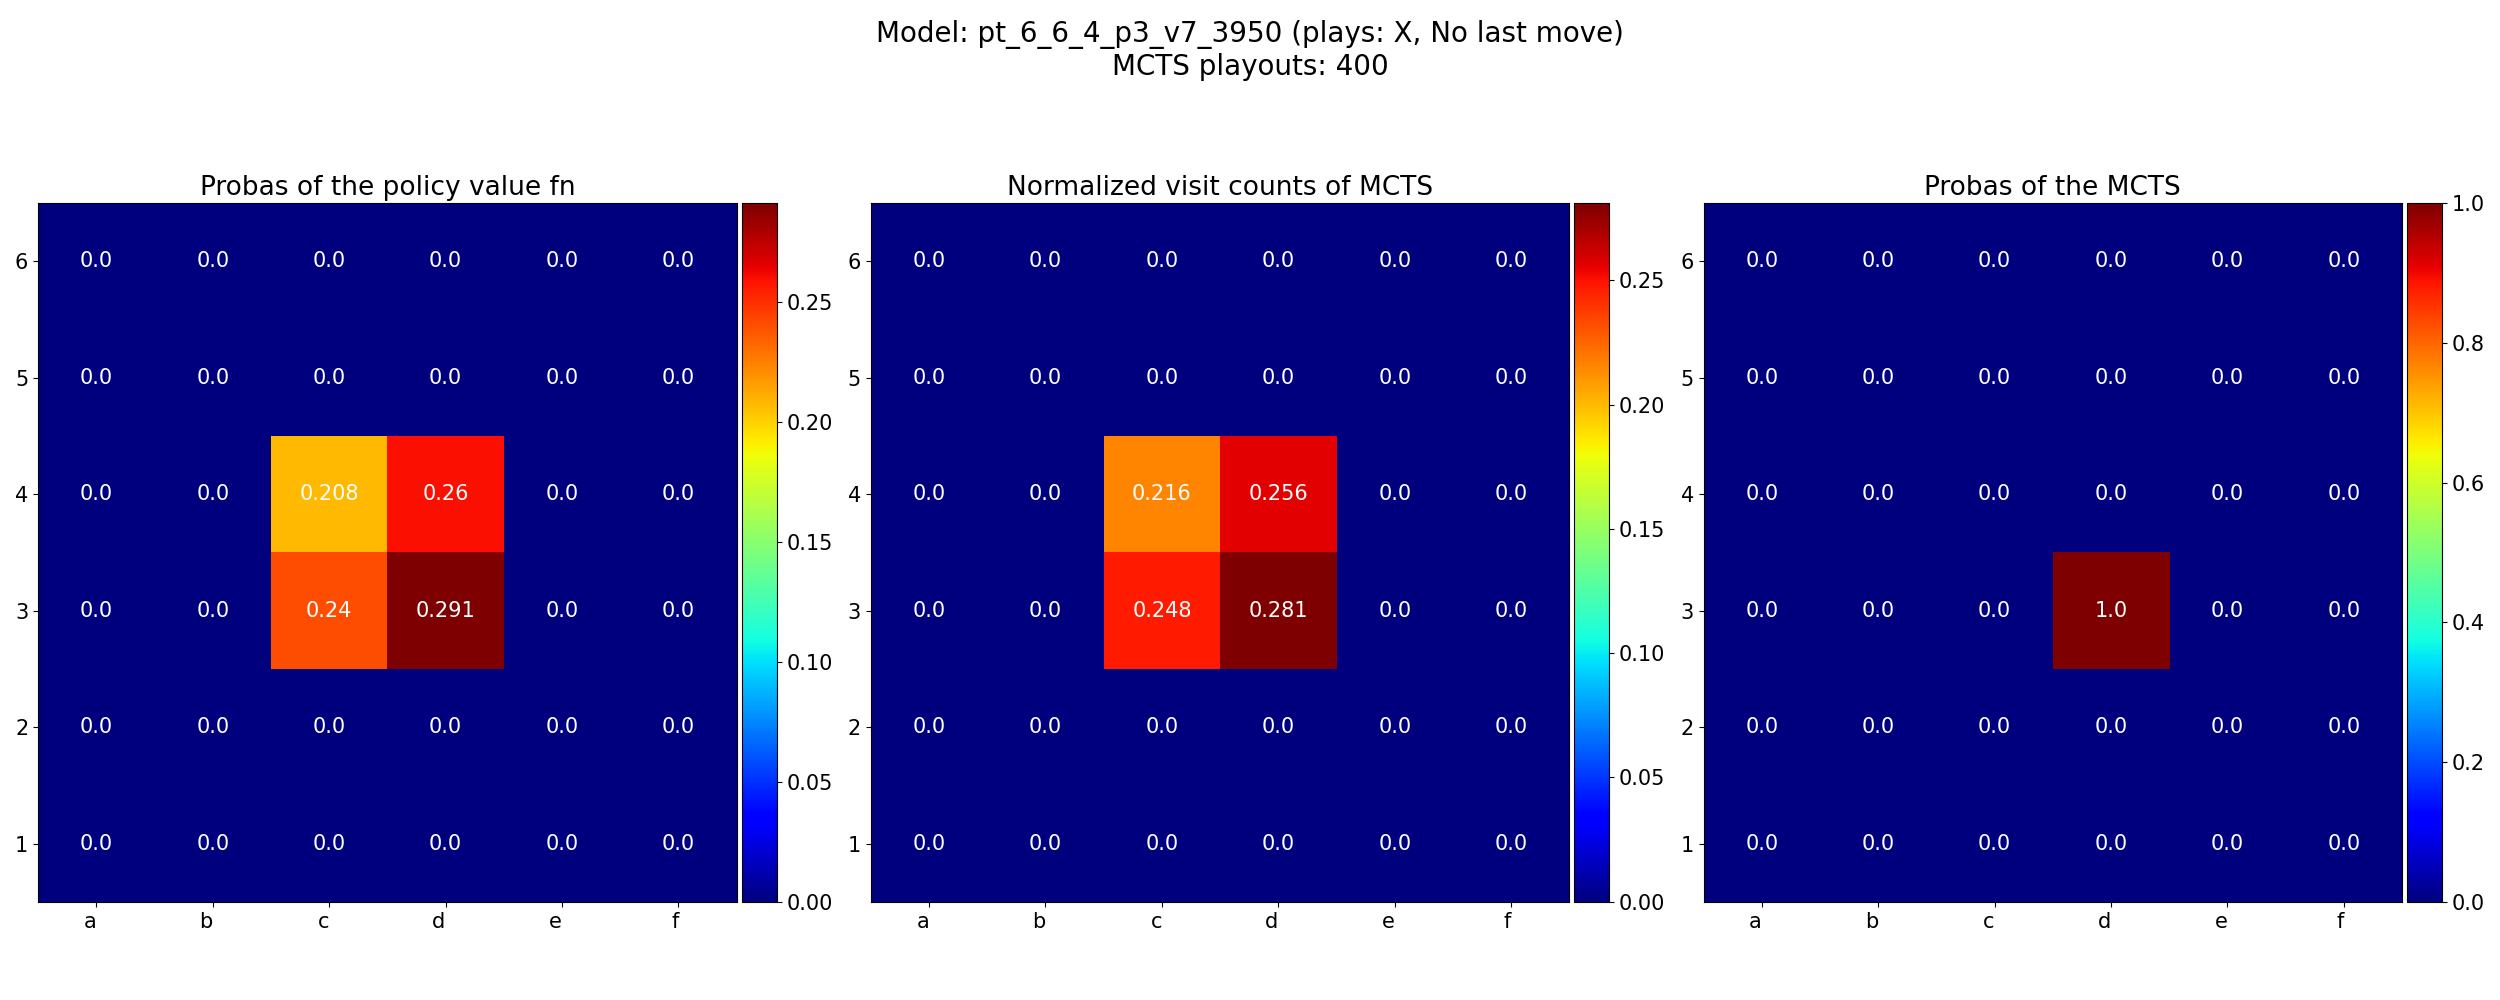 Model: pt_6_6_4_p3_v7_3950 (plays: X, No last move)
MCTS playouts: 400
Probas of the policy value fn
6 0.0 0.0 0.0 0.0 0.0 0.0
5 0.0 0.0 0.0 0.0 0.0 0.0
4 0.0 0.0 0.208 0.26 0.0 0.0
3 0.0 0.0 0.24 0.291 0.0 0.0
2 0.0 0.0 0.0 0.0 0.0 0.0
1 0.0 0.0 0.0 0.0 0.0 0.0
a b c d e f
0.25
0.20
0.15
0.10
0.05
0.00
Normalized visit counts of MCTS
6 0.0 0.0 0.0 0.0 0.0 0.0
5 0.0 0.0 0.0 0.0 0.0 0.0
4 0.0 0.0 0.216 0.256 0.0 0.0
3 0.0 0.0 0.248 0.281 0.0 0.0
2 0.0 0.0 0.0 0.0 0.0 0.0
1 0.0 0.0 0.0 0.0 0.0 0.0
a b c d e f
0.25
0.20
0.15
0.10
0.05
0.00
Probas of the MCTS
6 0.0 0.0 0.0 0.0 0.0 0.0
5 0.0 0.0 0.0 0.0 0.0 0.0
4 0.0 0.0 0.0 0.0 0.0 0.0
3 0.0 0.0 0.0 1.0 0.0 0.0
2 0.0 0.0 0.0 0.0 0.0 0.0
1 0.0 0.0 0.0 0.0 0.0 0.0
a b c d e f
1.0
0.8
0.6
0.4
0.2
0.0